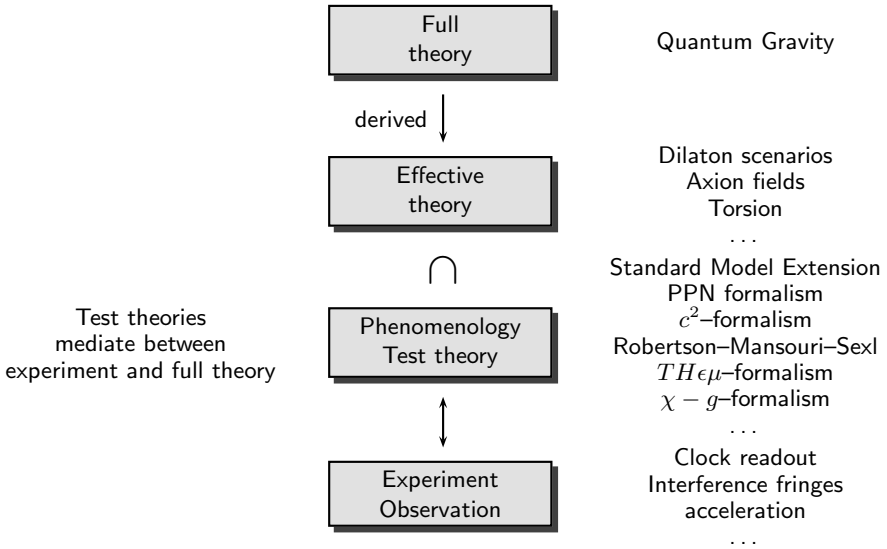 Full
theory
Quantum Gravity
derived
Effective
theory
Dilaton scenarios
Axion fields
Torsion
...
⋂
Test theories
mediate between
experiment and full theory
Phenomenology
Test theory
Standard Model Extension
PPN formalism
c²–formalism
Robertson–Mansouri–Sexl
THϵμ–formalism
χ − g–formalism
...
Experiment
Observation
Clock readout
Interference fringes
acceleration
...